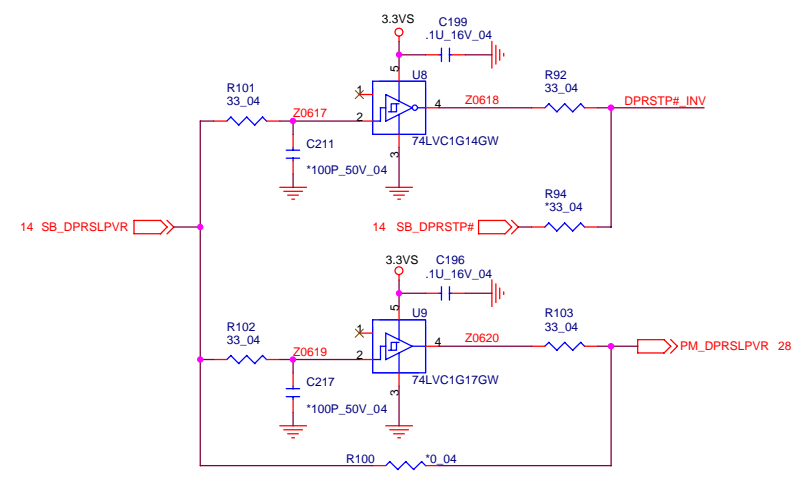 3.3VS
C199
.1U_16V_04
5
U8
R101
33_04
1
R92
33_04
Z0617
2
4
Z0618
DPRSTP#_INV
C211
74LVC1G14GW
3
*100P_50V_04
R94
*33_04
14 SB_DPRSLPVR
14 SB_DPRSTP#
3.3VS
C196
.1U_16V_04
5
U9
R102
33_04
1
R103
33_04
Z0619
2
4
Z0620
PM_DPRSLPVR 28
C217
74LVC1G17GW
3
*100P_50V_04
R100
*0_04